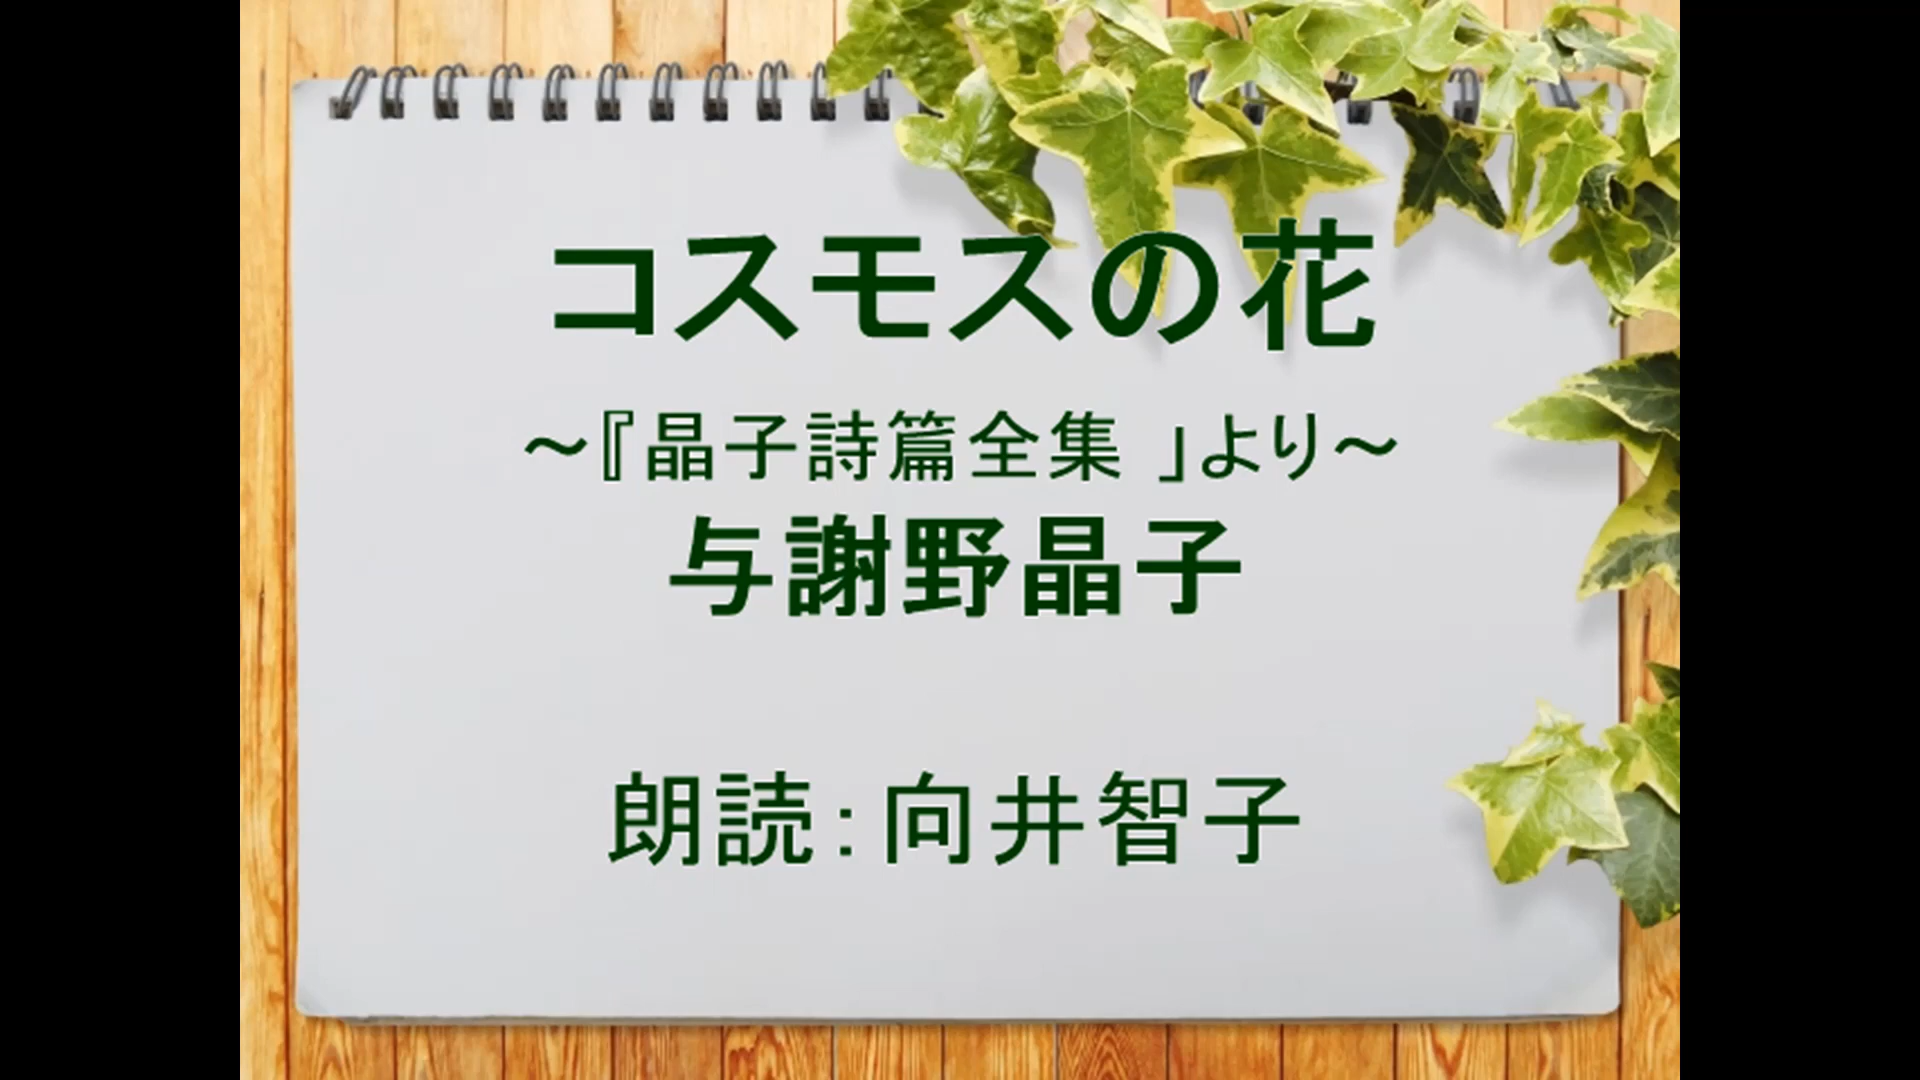 コスモスの花
～『晶子詩篇全集 」より～
与謝野晶子
朗読：向井智子